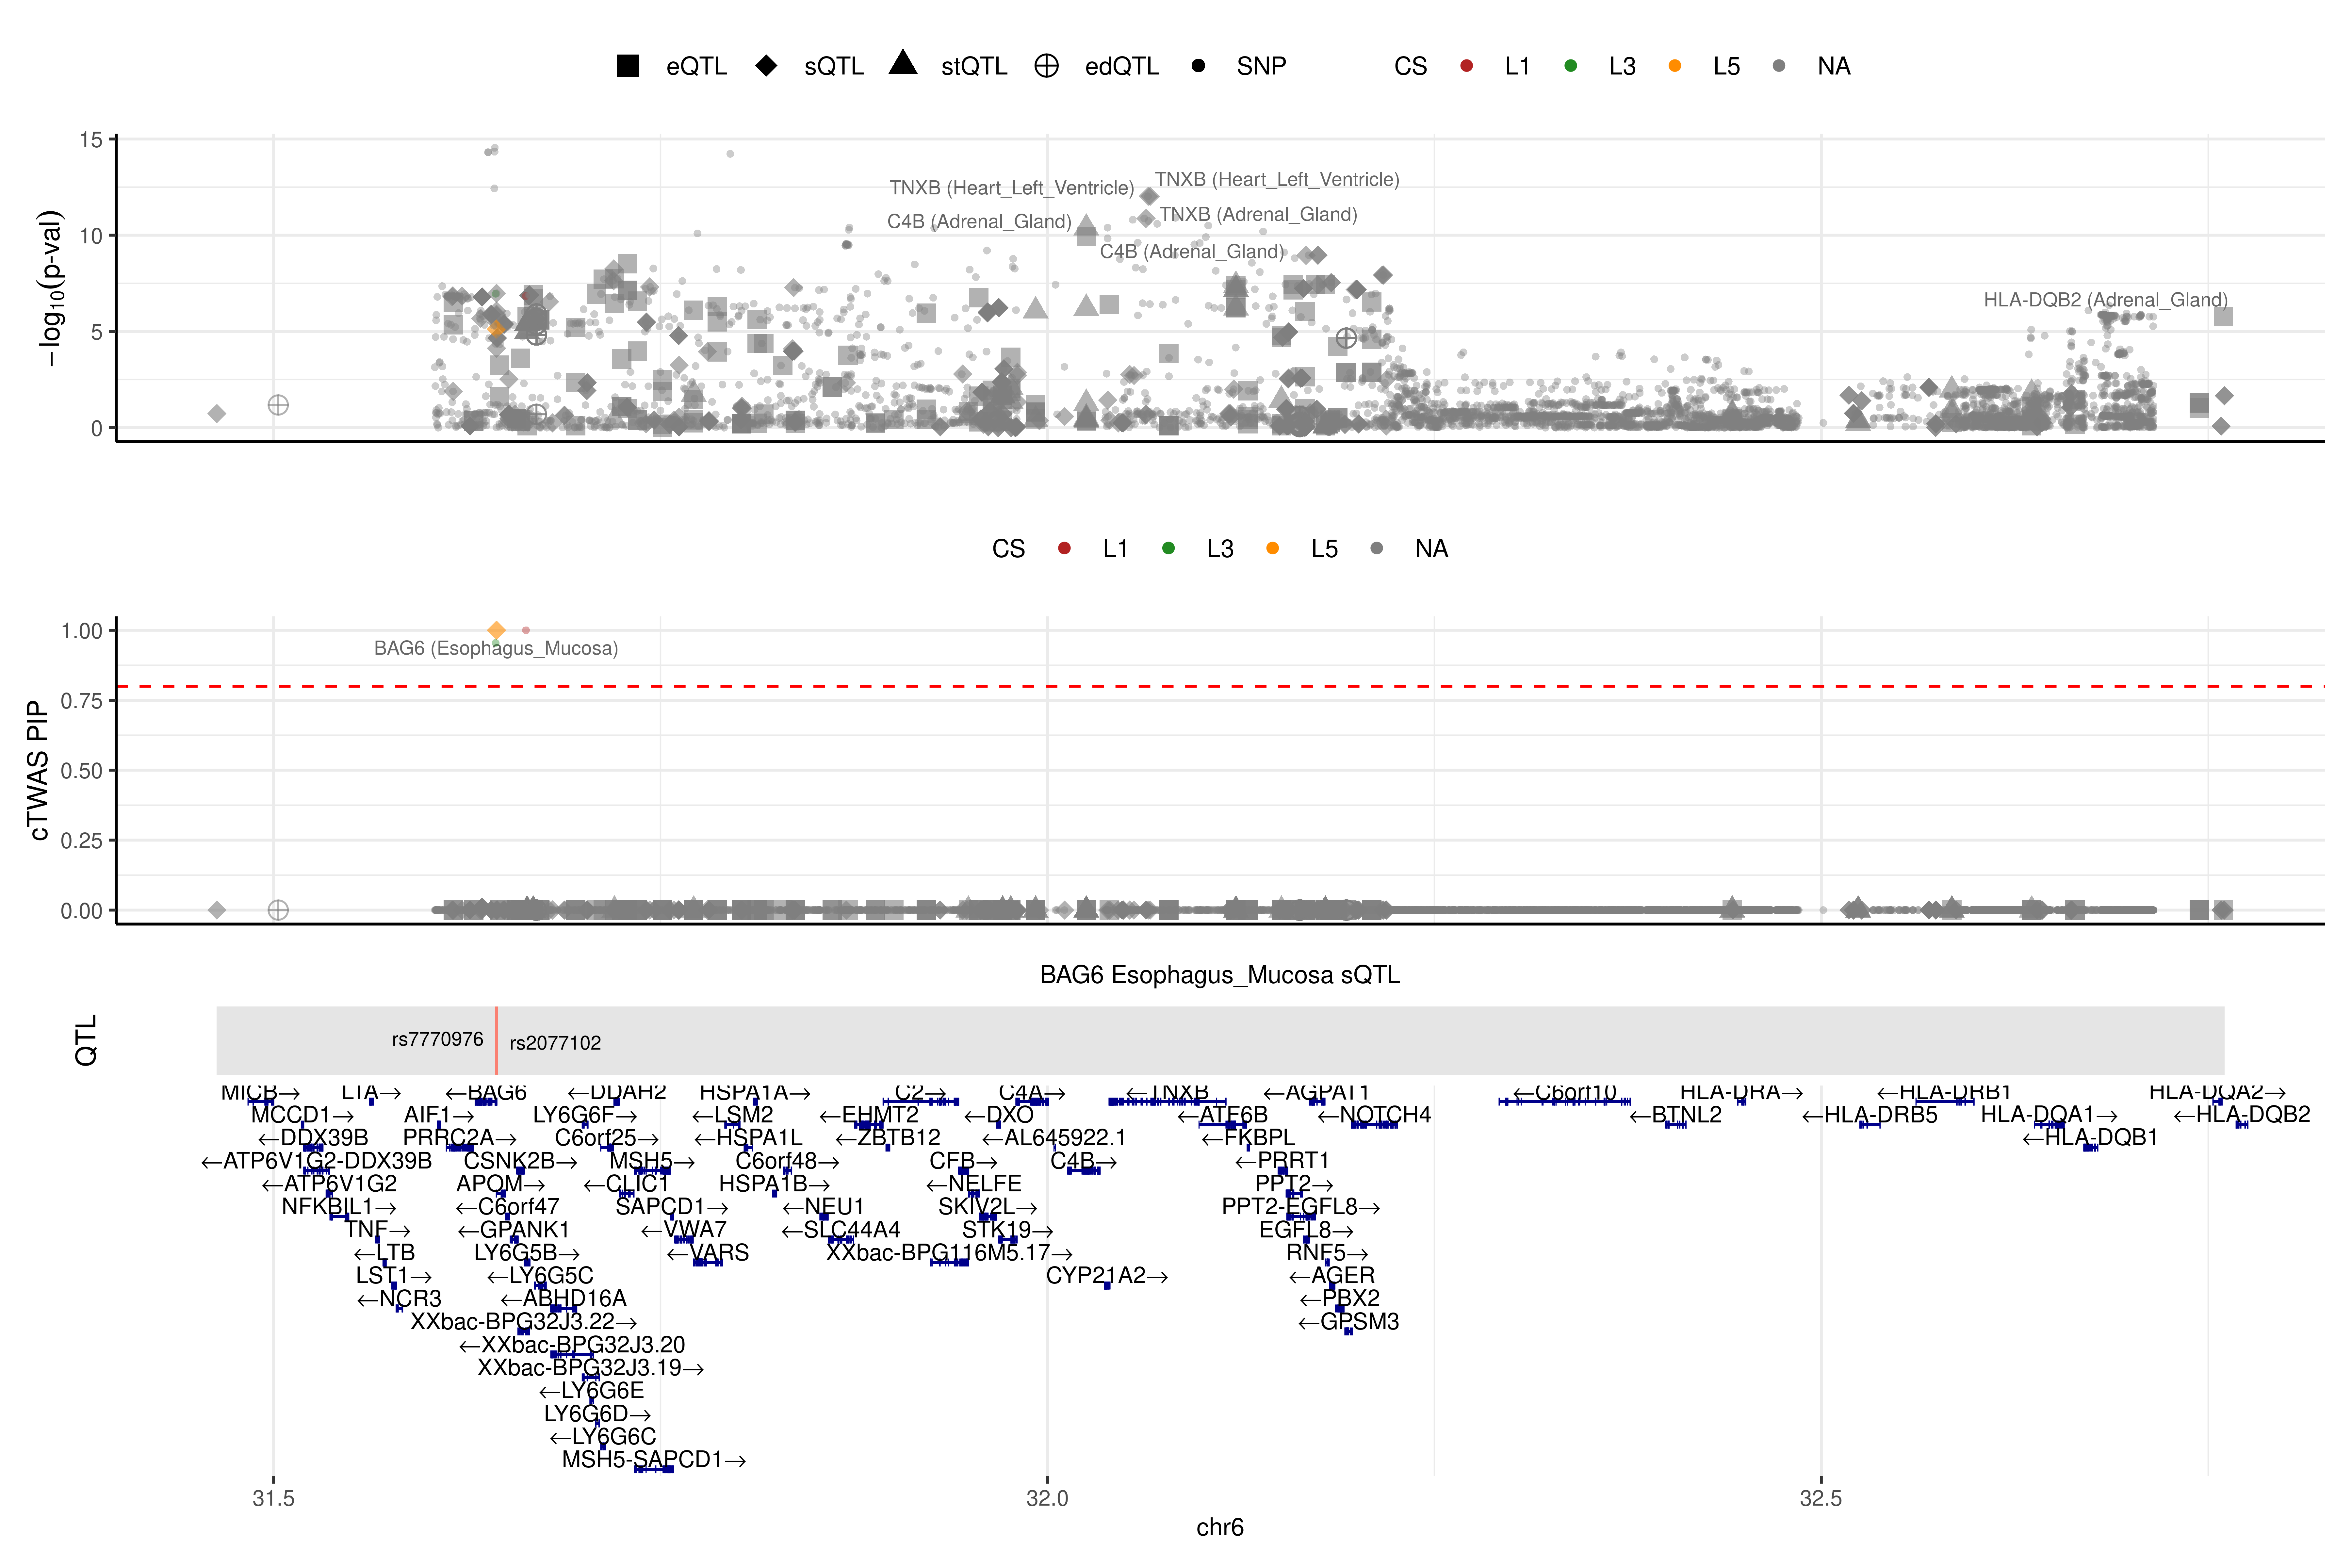 eQTL sQTL stQTL edQTL SNP CS L1 L3 L5 NA
−log10(p-val)
15
10
5
0
TNXB (Heart_Left_Ventricle)
TNXB (Heart_Left_Ventricle)
TNXB (Adrenal_Gland)
C4B (Adrenal_Gland)
C4B (Adrenal_Gland)
HLA-DQB2 (Adrenal_Gland)
CS L1 L3 L5 NA
cTWAS PIP
1.00
0.75
0.50
0.25
0.00
BAG6 (Esophagus_Mucosa)
BAG6 Esophagus_Mucosa sQTL
QTL
rs7770976
rs2077102
MICB→ LTA→ ←BAG6 ←DDAH2 HSPA1A→ C2→ C4A→ ←TNXB ←AGPAT1 ←C6orf10 HLA-DRA→ ←HLA-DRB1 HLA-DQA2→
MCCD1→ AIF1→ LY6G6F→ ←LSM2 ←EHMT2 ←DXO ←ATF6B ←NOTCH4 ←BTNL2 ←HLA-DRB5 HLA-DQA1→ ←HLA-DQB2
←DDX39B PRRC2A→ C6orf25→ ←HSPA1L ←ZBTB12 ←AL645922.1 ←FKBPL ←HLA-DQB1
←ATP6V1G2-DDX39B CSNK2B→ MSH5→ C6orf48→ CFB→ C4B→ ←PRRT1
←ATP6V1G2 APOM→ ←CLIC1 HSPA1B→ ←NELFE PPT2→
NFKBIL1→ ←C6orf47 SAPCD1→ ←NEU1 SKIV2L→ PPT2-EGFL8→
TNF→ ←GPANK1 ←VWA7 ←SLC44A4 STK19→ EGFL8→
←LTB LY6G5B→ ←VARS XXbac-BPG116M5.17→ RNF5→
LST1→ ←LY6G5C CYP21A2→ ←AGER
←NCR3 ←ABHD16A ←PBX2
XXbac-BPG32J3.22→ ←GPSM3
←XXbac-BPG32J3.20
XXbac-BPG32J3.19→
←LY6G6E
LY6G6D→
←LY6G6C
MSH5-SAPCD1→
31.5 32.0 32.5
chr6